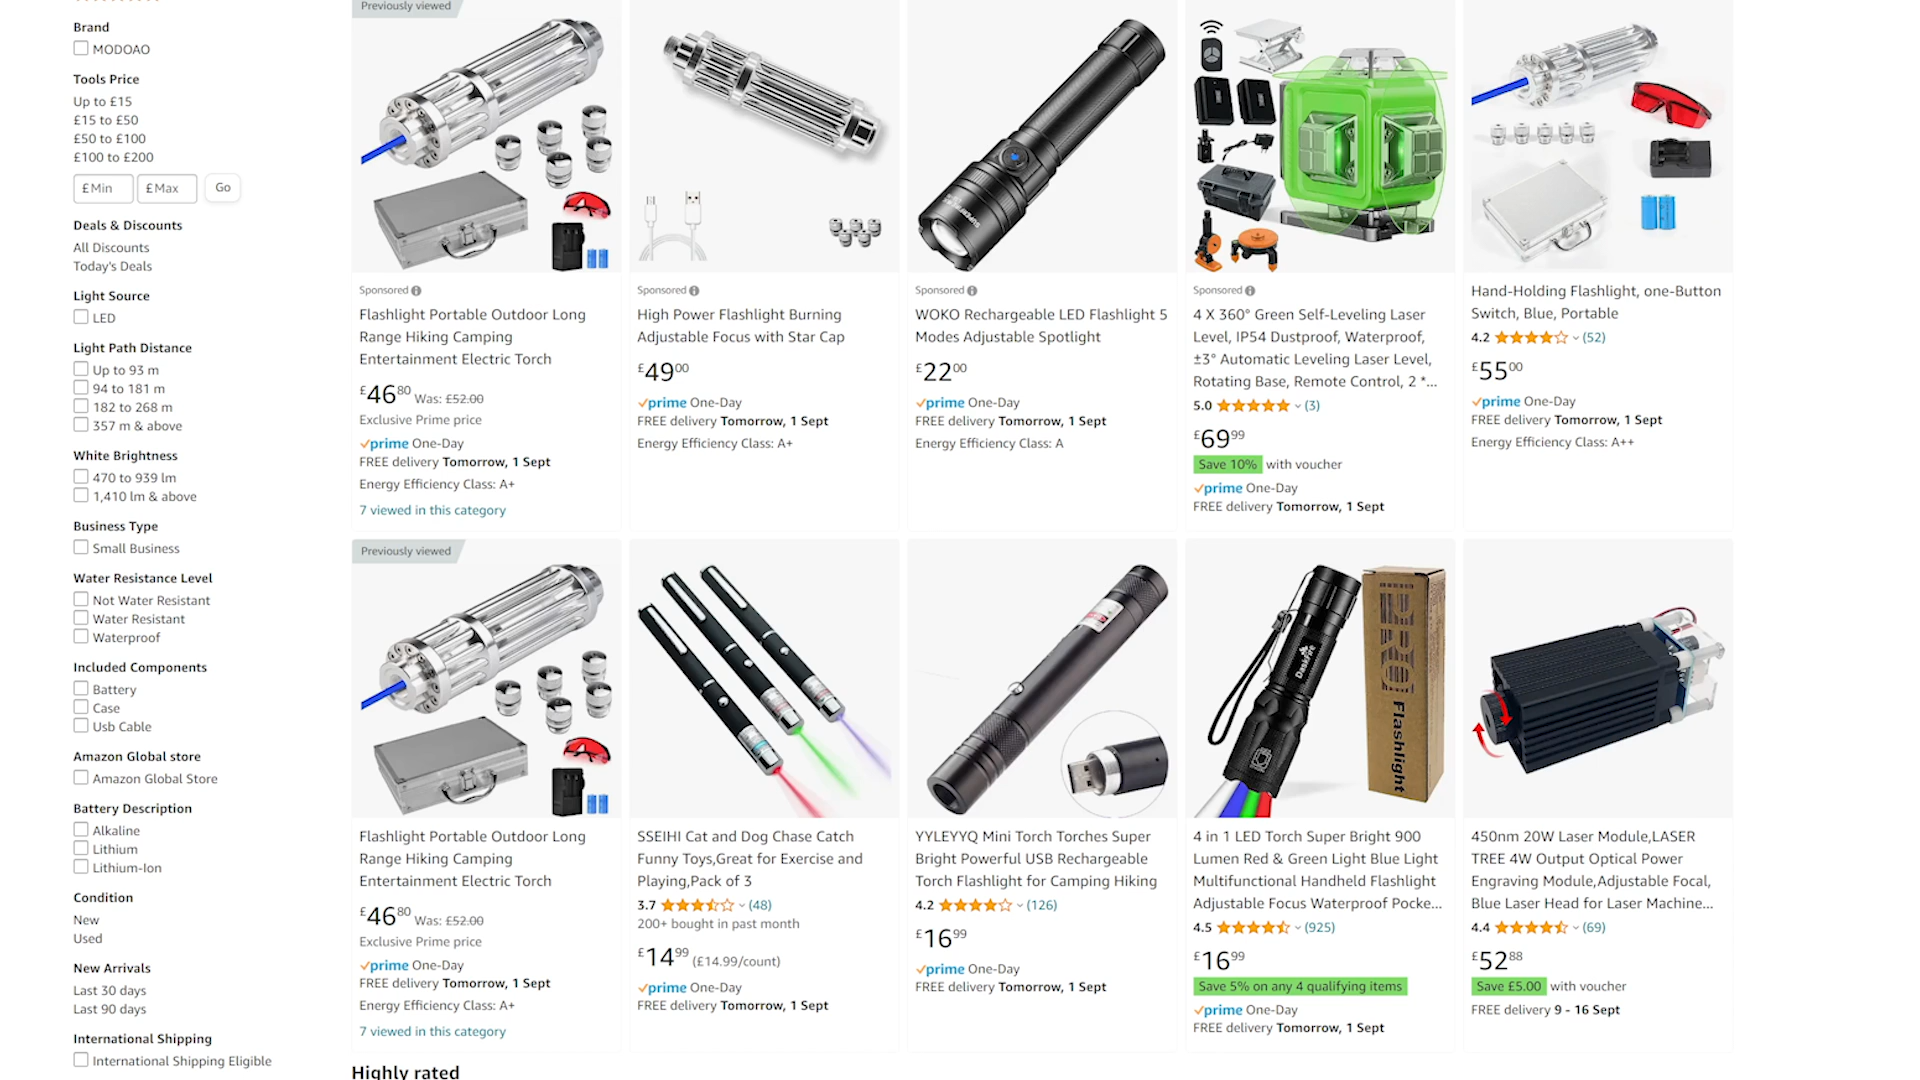 Brand
MODOAO
Tools Price
Up to £15
£15 to £50
£50 to £100
£100 to £200
£Min
£Max
Go
Deals & Discounts
All Discounts
Today's Deals
Light Source
LED
Light Path Distance
Up to 93 m
94 to 181 m
182 to 268 m
357 m & above
White Brightness
470 to 939 lm
1,410 lm & above
Business Type
Small Business
Water Resistance Level
Not Water Resistant
Water Resistant
Waterproof
Included Components
Battery
Case
Usb Cable
Amazon Global store
Amazon Global Store
Battery Description
Alkaline
Lithium
Lithium-Ion
Condition
New
Used
New Arrivals
Last 30 days
Last 90 days
International Shipping
International Shipping Eligible
Previously viewed
Sponsored
Flashlight Portable Outdoor Long
Range Hiking Camping
Entertainment Electric Torch
£4680 Was: £52.00
Exclusive Prime price
prime One-Day
FREE delivery Tomorrow, 1 Sept
Energy Efficiency Class: A+
7 viewed in this category
Sponsored
High Power Flashlight Burning
Adjustable Focus with Star Cap
£4900
prime One-Day
FREE delivery Tomorrow, 1 Sept
Energy Efficiency Class: A+
Sponsored
WOKO Rechargeable LED Flashlight 5
Modes Adjustable Spotlight
£2200
prime One-Day
FREE delivery Tomorrow, 1 Sept
Energy Efficiency Class: A
Sponsored
4 X 360° Green Self-Leveling Laser
Level, IP54 Dustproof, Waterproof,
±3° Automatic Leveling Laser Level,
Rotating Base, Remote Control, 2 *...
5.0 (3)
£6999
Save 10% with voucher
prime One-Day
FREE delivery Tomorrow, 1 Sept
Hand-Holding Flashlight, one-Button
Switch, Blue, Portable
4.2 (52)
£5500
prime One-Day
FREE delivery Tomorrow, 1 Sept
Energy Efficiency Class: A++
Previously viewed
Flashlight Portable Outdoor Long
Range Hiking Camping
Entertainment Electric Torch
£4680 Was: £52.00
Exclusive Prime price
prime One-Day
FREE delivery Tomorrow, 1 Sept
Energy Efficiency Class: A+
7 viewed in this category
SSEIHI Cat and Dog Chase Catch
Funny Toys,Great for Exercise and
Playing,Pack of 3
3.7 (48)
200+ bought in past month
£1499 (£14.99/count)
prime One-Day
FREE delivery Tomorrow, 1 Sept
YYLEYYQ Mini Torch Torches Super
Bright Powerful USB Rechargeable
Torch Flashlight for Camping Hiking
4.2 (126)
£1699
prime One-Day
FREE delivery Tomorrow, 1 Sept
Flashlight
4 in 1 LED Torch Super Bright 900
Lumen Red & Green Light Blue Light
Multifunctional Handheld Flashlight
Adjustable Focus Waterproof Pocke...
4.5 (925)
£1699
Save 5% on any 4 qualifying items
prime One-Day
FREE delivery Tomorrow, 1 Sept
450nm 20W Laser Module,LASER
TREE 4W Output Optical Power
Engraving Module,Adjustable Focal,
Blue Laser Head for Laser Machine...
4.4 (69)
£5288
Save £5.00 with voucher
FREE delivery 9 - 16 Sept
Highly rated